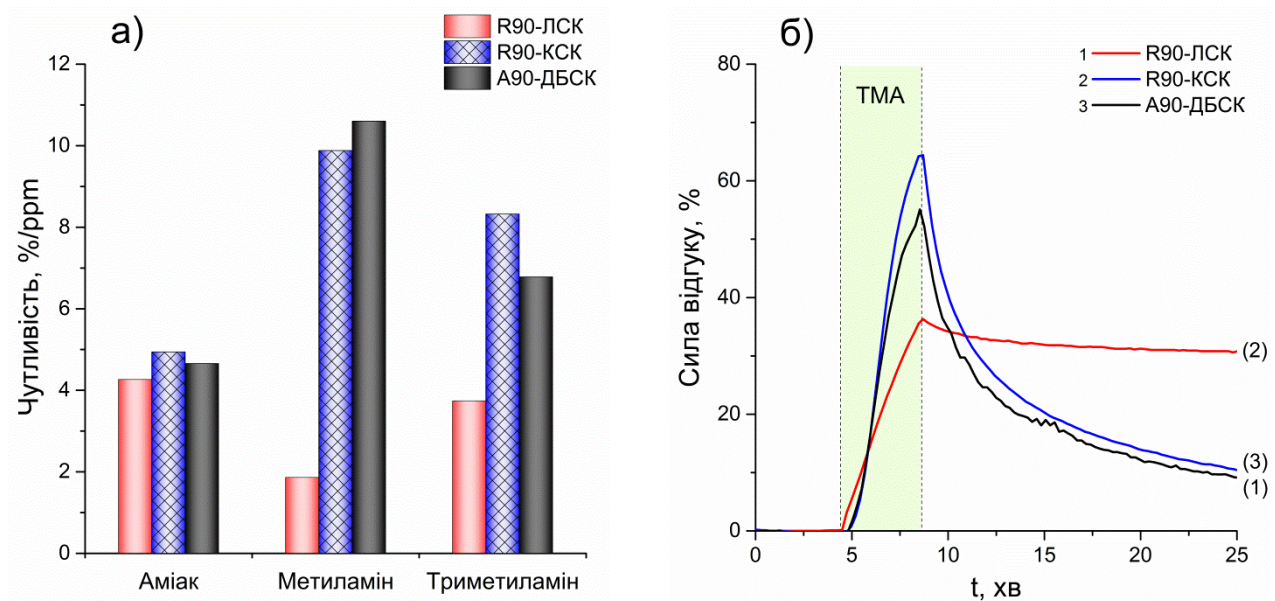 а)
R90-ЛСК
R90-КСК
А90-ДБСК
Чутливість, %/ppm
12
10
8
6
4
2
0
Аміак Метиламін Триметиламін
б)
1 R90-ЛСК
2 R90-КСК
3 А90-ДБСК
ТМА
Сила відгуку, %
80
60
40
20
0
(2)
(3)
(1)
0 5 10 15 20 25
t, хв